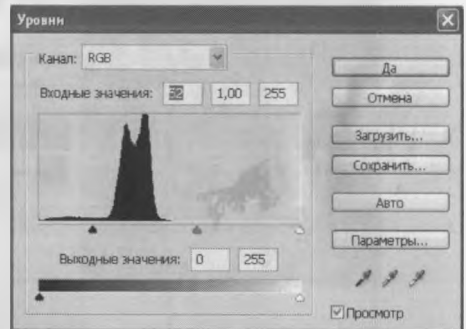 Уровни
Канал: RGB
Входные значения: 52 1,00 255
Выходные значения: 0 255
Да
Отмена
Загрузить...
Сохранить...
Авто
Параметры...
Просмотр